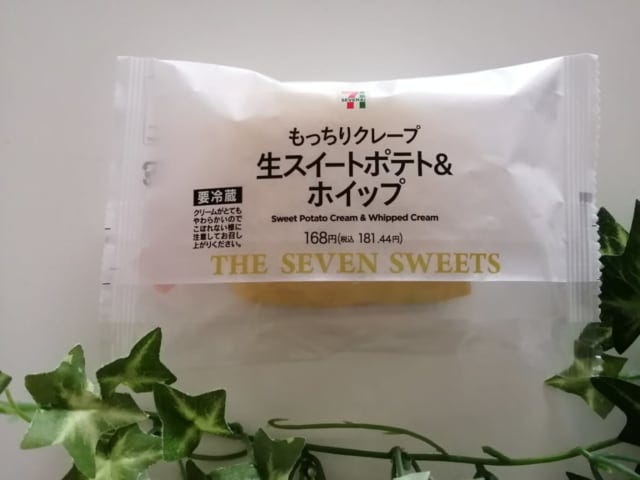 もっちりクレープ
生スイートポテト&
ホイップ
Sweet Potato Cream & Whipped Cream
168円(税込 181.44円)
要冷蔵
クリームがとても
やわらかいので
こぼれない様に
注意してお召し
上がりください。
THE SEVEN SWEETS